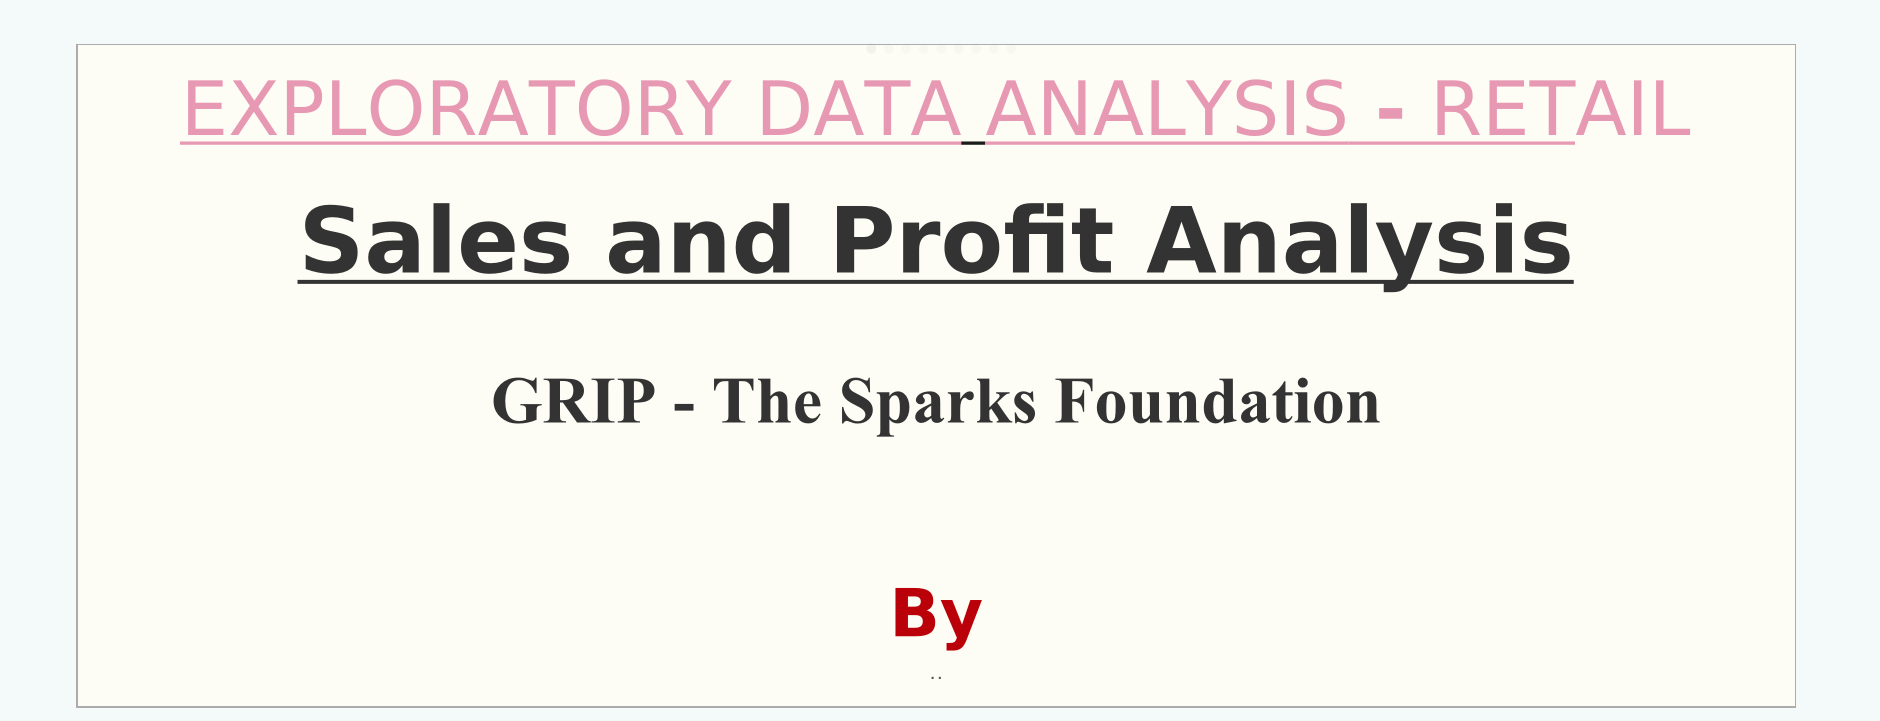 EXPLORATORY DATA ANALYSIS - RETAIL
Sales and Profit Analysis
GRIP - The Sparks Foundation
By
..